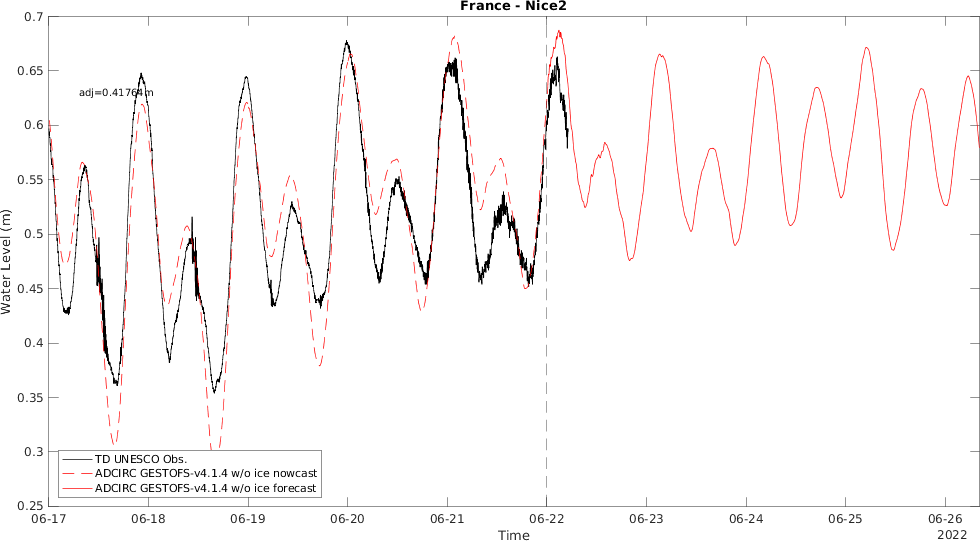 France - Nice2
Water Level (m)
0.7
0.65
0.6
0.55
0.5
0.45
0.4
0.35
0.3
0.25
adj=0.41764m
TD UNESCO Obs.
ADCIRC GESTOFS-v4.1.4 w/o ice nowcast
ADCIRC GESTOFS-v4.1.4 w/o ice forecast
06-17 06-18 06-19 06-20 06-21 06-22 06-23 06-24 06-25 06-26
Time
2022